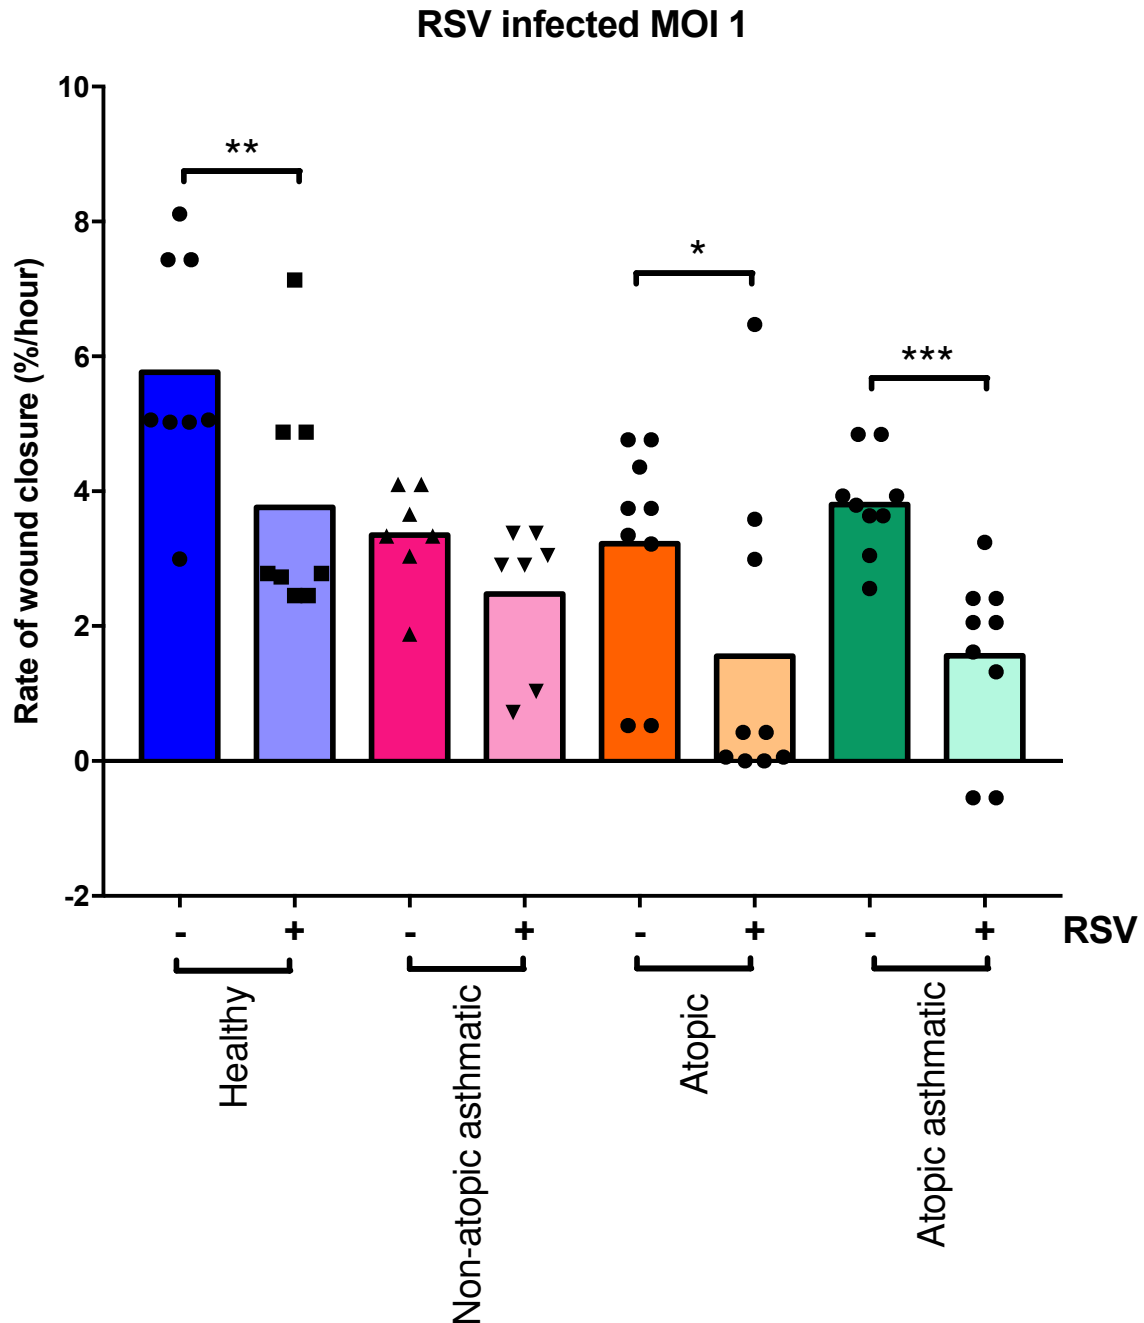 RSV infected MOI 1
Rate of wound closure (%/hour)
10
8
6
4
2
0
-2
**
*
***
- + - + - + - + RSV
Healthy
Non-atopic asthmatic
Atopic
Atopic asthmatic